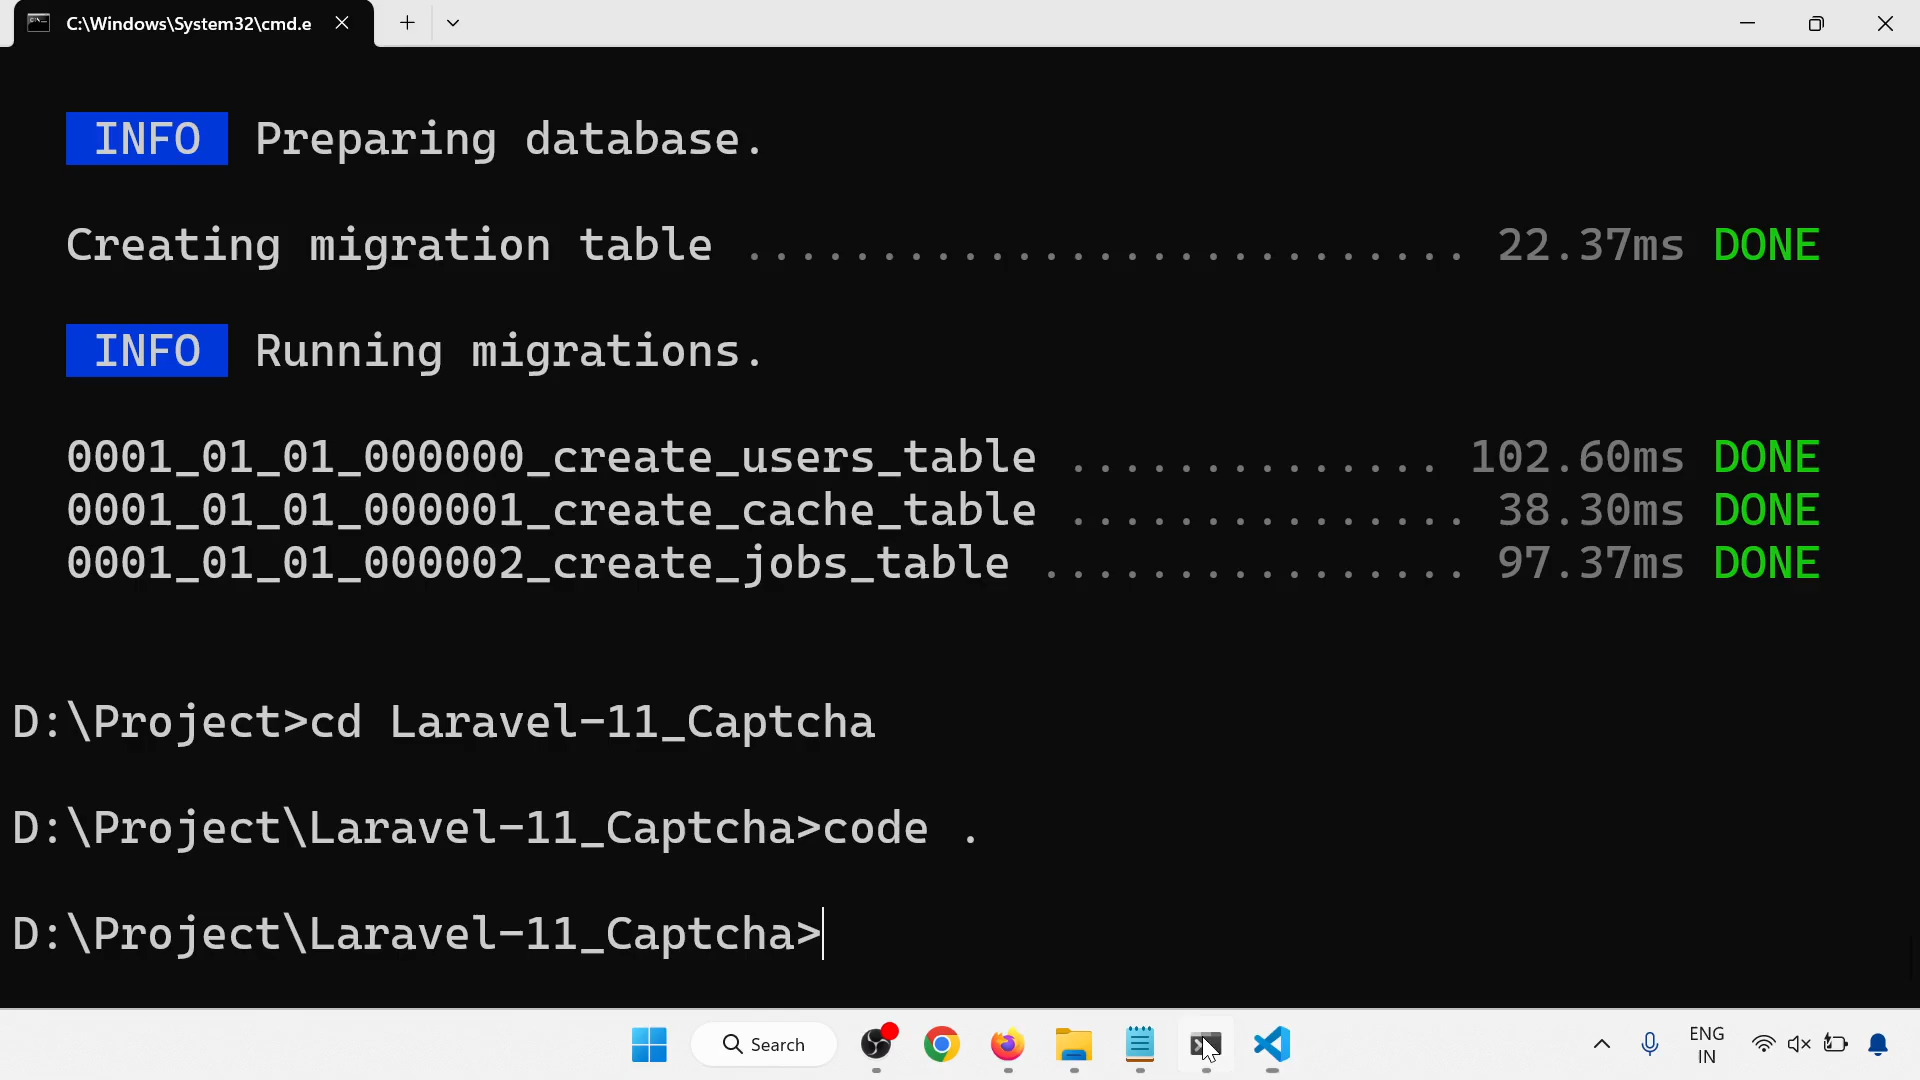 C:\Windows\System32\cmd.e
INFO Preparing database.
Creating migration table ........................... 22.37ms DONE
INFO Running migrations.
0001_01_01_000000_create_users_table .............. 102.60ms DONE
0001_01_01_000001_create_cache_table ............... 38.30ms DONE
0001_01_01_000002_create_jobs_table ................ 97.37ms DONE
D:\Project>cd Laravel-11_Captcha
D:\Project\Laravel-11_Captcha>code .
D:\Project\Laravel-11_Captcha>
Search
ENG
IN